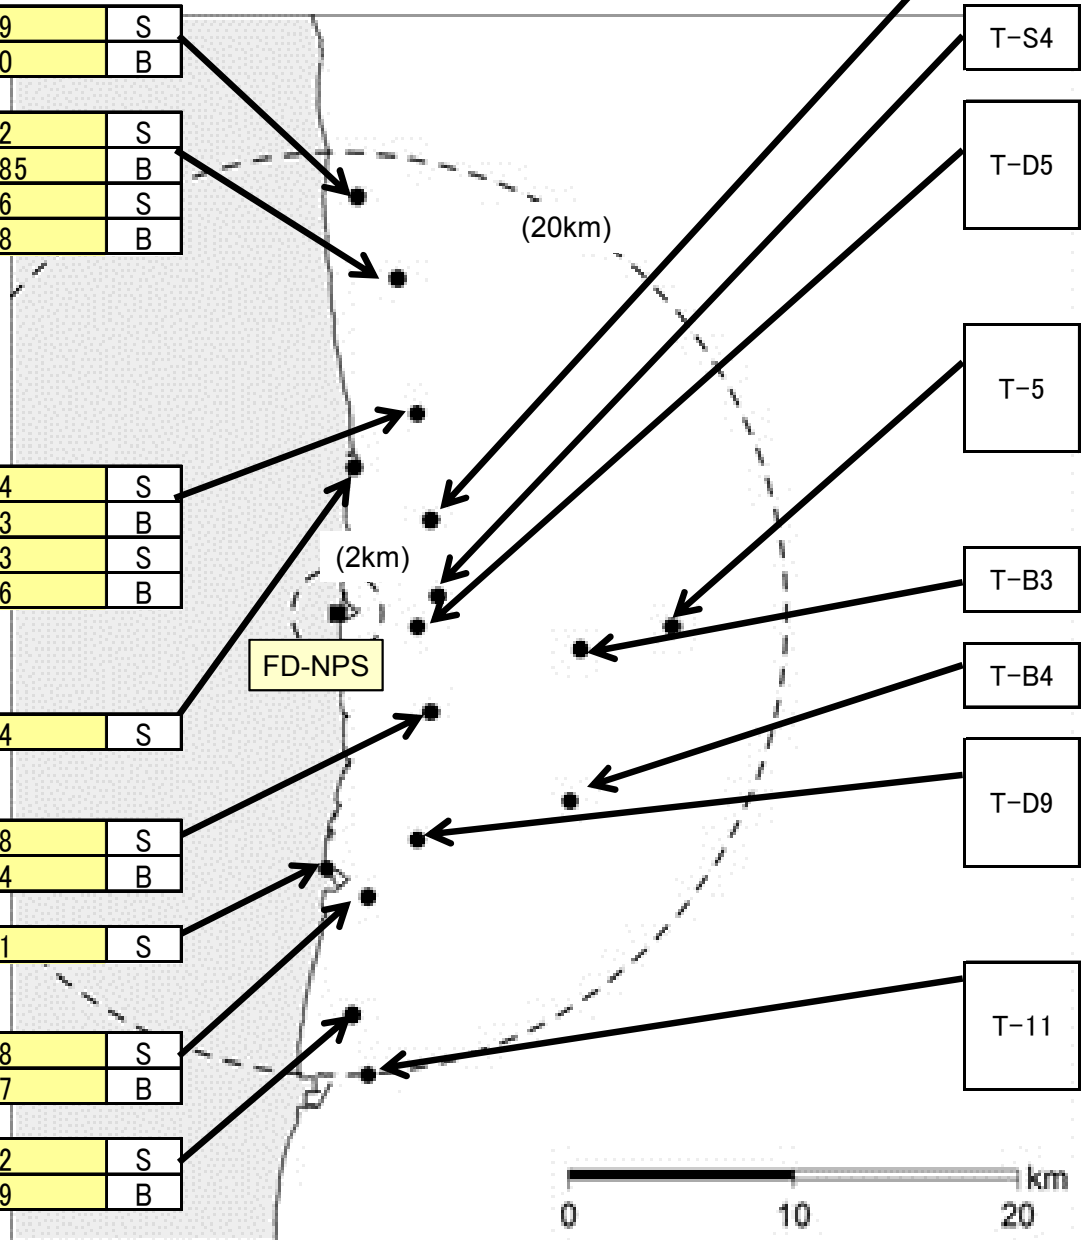 9 S
0 B
2 S
85 B
6 S
8 B
4 S
3 B
3 S
6 B
4 S
8 S
4 B
1 S
8 S
7 B
2 S
9 B
(20km)
(2km)
FD-NPS
T-S4
T-D5
T-5
T-B3
T-B4
T-D9
T-11
km
0 10 20